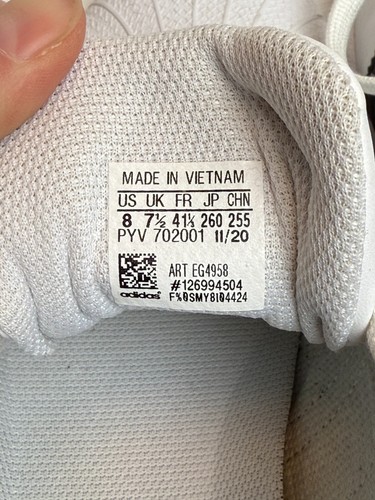 MADE IN VIETNAM
US UK FR JP CHN
8 7½ 41⅓ 260 255
PYV 702001 11/20
ART EG4958
#126994504
adidas F%0SMY8I04424